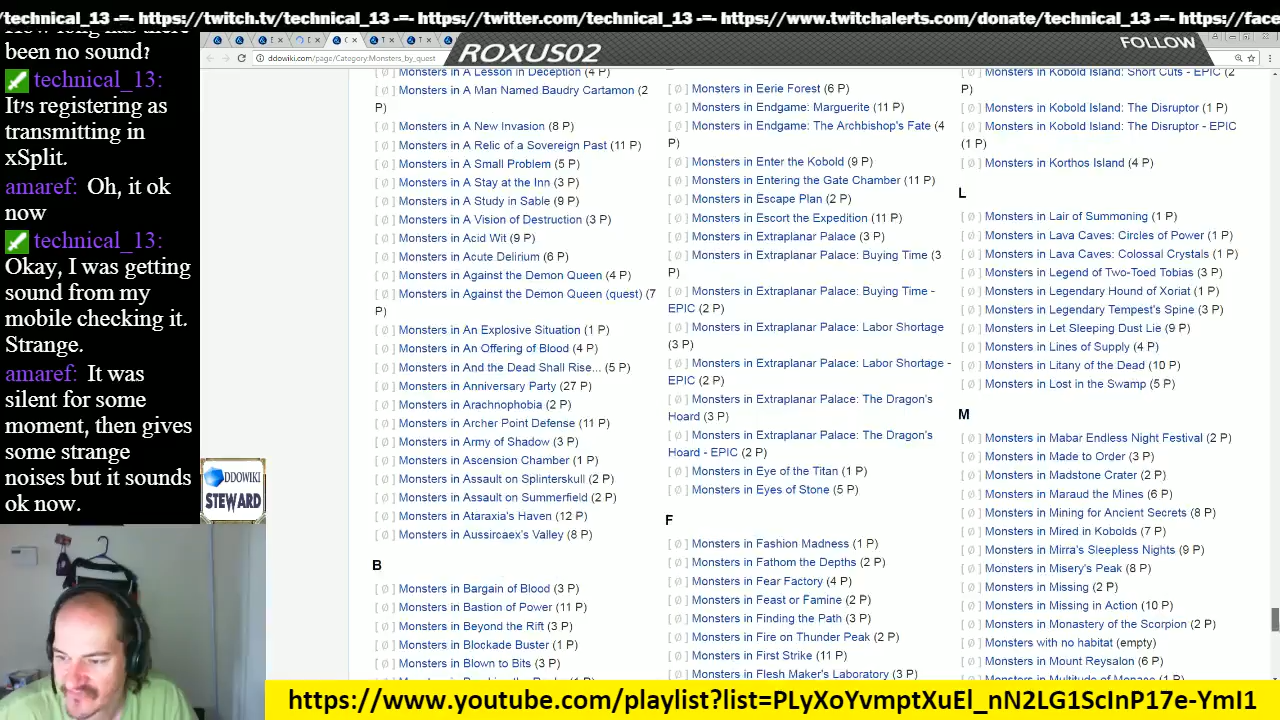 /technical_13 -=- https://twitch.tv/technical_13 -=- https://twitter.com/technical_13 -=- https://www.twitchalerts.com/donate/technical_13 -=- https://face
How long has there
been no sound?
technical_13:
It's registering as
transmitting in
xSplit.
amaref: Oh, it ok
now
technical_13:
Okay, I was getting
sound from my
mobile checking it.
Strange.
amaref: It was
silent for some
moment, then gives
some strange
noises but it sounds
ok now.
DDOWIKI
STEWARD
ROXUS02
FOLLOW
ddowiki.com/page/Category:Monsters_by_quest
Monsters in A Lesson in Deception (4 P)
Monsters in A Man Named Baudry Cartamon (2
P)
Monsters in A New Invasion (8 P)
Monsters in A Relic of a Sovereign Past (11 P)
Monsters in A Small Problem (5 P)
Monsters in A Stay at the Inn (3 P)
Monsters in A Study in Sable (9 P)
Monsters in A Vision of Destruction (3 P)
Monsters in Acid Wit (9 P)
Monsters in Acute Delirium (6 P)
Monsters in Against the Demon Queen (4 P)
Monsters in Against the Demon Queen (quest) (7
P)
Monsters in An Explosive Situation (1 P)
Monsters in An Offering of Blood (4 P)
Monsters in And the Dead Shall Rise... (5 P)
Monsters in Anniversary Party (27 P)
Monsters in Arachnophobia (2 P)
Monsters in Archer Point Defense (11 P)
Monsters in Army of Shadow (3 P)
Monsters in Ascension Chamber (1 P)
Monsters in Assault on Splinterskull (2 P)
Monsters in Assault on Summerfield (2 P)
Monsters in Ataraxia's Haven (12 P)
Monsters in Aussircaex's Valley (8 P)
B
Monsters in Bargain of Blood (3 P)
Monsters in Bastion of Power (11 P)
Monsters in Beyond the Rift (3 P)
Monsters in Blockade Buster (1 P)
Monsters in Blown to Bits (3 P)
Monsters in Eerie Forest (6 P)
Monsters in Endgame: Marguerite (11 P)
Monsters in Endgame: The Archbishop's Fate (4
P)
Monsters in Enter the Kobold (9 P)
Monsters in Entering the Gate Chamber (11 P)
Monsters in Escape Plan (2 P)
Monsters in Escort the Expedition (11 P)
Monsters in Extraplanar Palace (3 P)
Monsters in Extraplanar Palace: Buying Time (3
P)
Monsters in Extraplanar Palace: Buying Time -
EPIC (2 P)
Monsters in Extraplanar Palace: Labor Shortage
(3 P)
Monsters in Extraplanar Palace: Labor Shortage -
EPIC (2 P)
Monsters in Extraplanar Palace: The Dragon's
Hoard (3 P)
Monsters in Extraplanar Palace: The Dragon's
Hoard - EPIC (2 P)
Monsters in Eye of the Titan (1 P)
Monsters in Eyes of Stone (5 P)
F
Monsters in Fashion Madness (1 P)
Monsters in Fathom the Depths (2 P)
Monsters in Fear Factory (4 P)
Monsters in Feast or Famine (2 P)
Monsters in Finding the Path (3 P)
Monsters in Fire on Thunder Peak (2 P)
Monsters in First Strike (11 P)
Monsters in Flesh Maker's Laboratory (3 P)
Monsters in Kobold Island: Short Cuts - EPIC (2
P)
Monsters in Kobold Island: The Disruptor (1 P)
Monsters in Kobold Island: The Disruptor - EPIC
(1 P)
Monsters in Korthos Island (4 P)
L
Monsters in Lair of Summoning (1 P)
Monsters in Lava Caves: Circles of Power (1 P)
Monsters in Lava Caves: Colossal Crystals (1 P)
Monsters in Legend of Two-Toed Tobias (3 P)
Monsters in Legendary Hound of Xoriat (1 P)
Monsters in Legendary Tempest's Spine (3 P)
Monsters in Let Sleeping Dust Lie (9 P)
Monsters in Lines of Supply (4 P)
Monsters in Litany of the Dead (10 P)
Monsters in Lost in the Swamp (5 P)
M
Monsters in Mabar Endless Night Festival (2 P)
Monsters in Made to Order (3 P)
Monsters in Madstone Crater (2 P)
Monsters in Maraud the Mines (6 P)
Monsters in Mining for Ancient Secrets (8 P)
Monsters in Mired in Kobolds (7 P)
Monsters in Mirra's Sleepless Nights (9 P)
Monsters in Misery's Peak (8 P)
Monsters in Missing (2 P)
Monsters in Missing in Action (10 P)
Monsters in Monastery of the Scorpion (2 P)
Monsters with no habitat (empty)
Monsters in Mount Reysalon (6 P)
Monsters in Multitude of Menace (1 P)
https://www.youtube.com/playlist?list=PLyXoYvmptXuEl_nN2LG1ScInP17e-YmI1